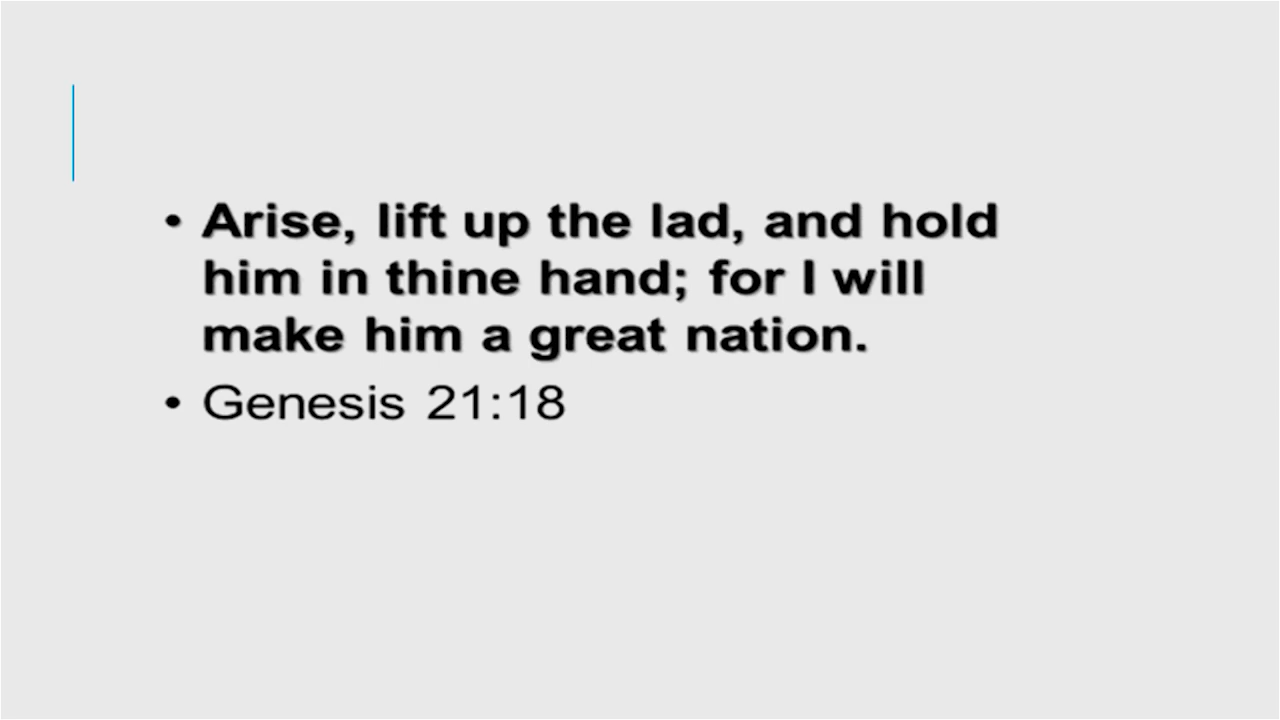 • Arise, lift up the lad, and hold
him in thine hand; for I will
make him a great nation.
• Genesis 21:18